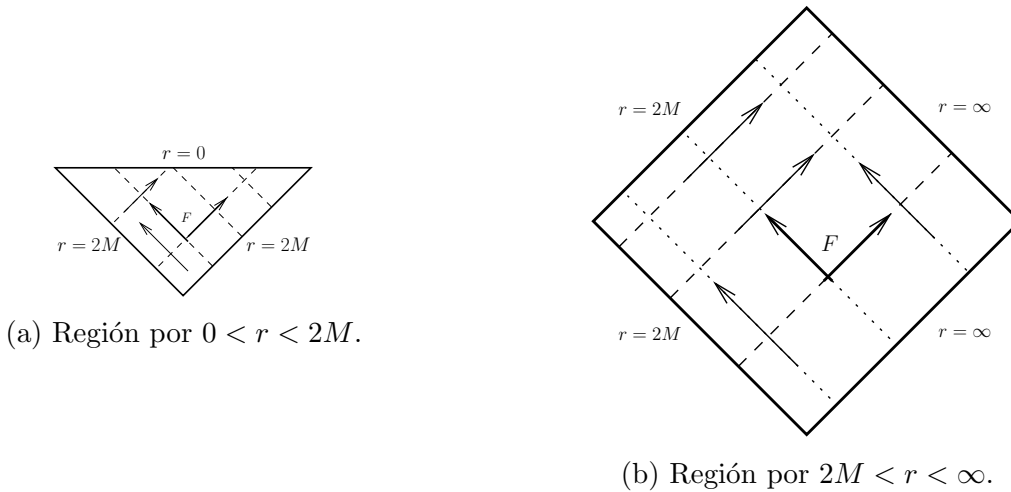 r = 0
F
r = 2M
r = 2M
(a) Región por 0 < r < 2M.
r = 2M
r = ∞
F
r = 2M
r = ∞
(b) Región por 2M < r < ∞.